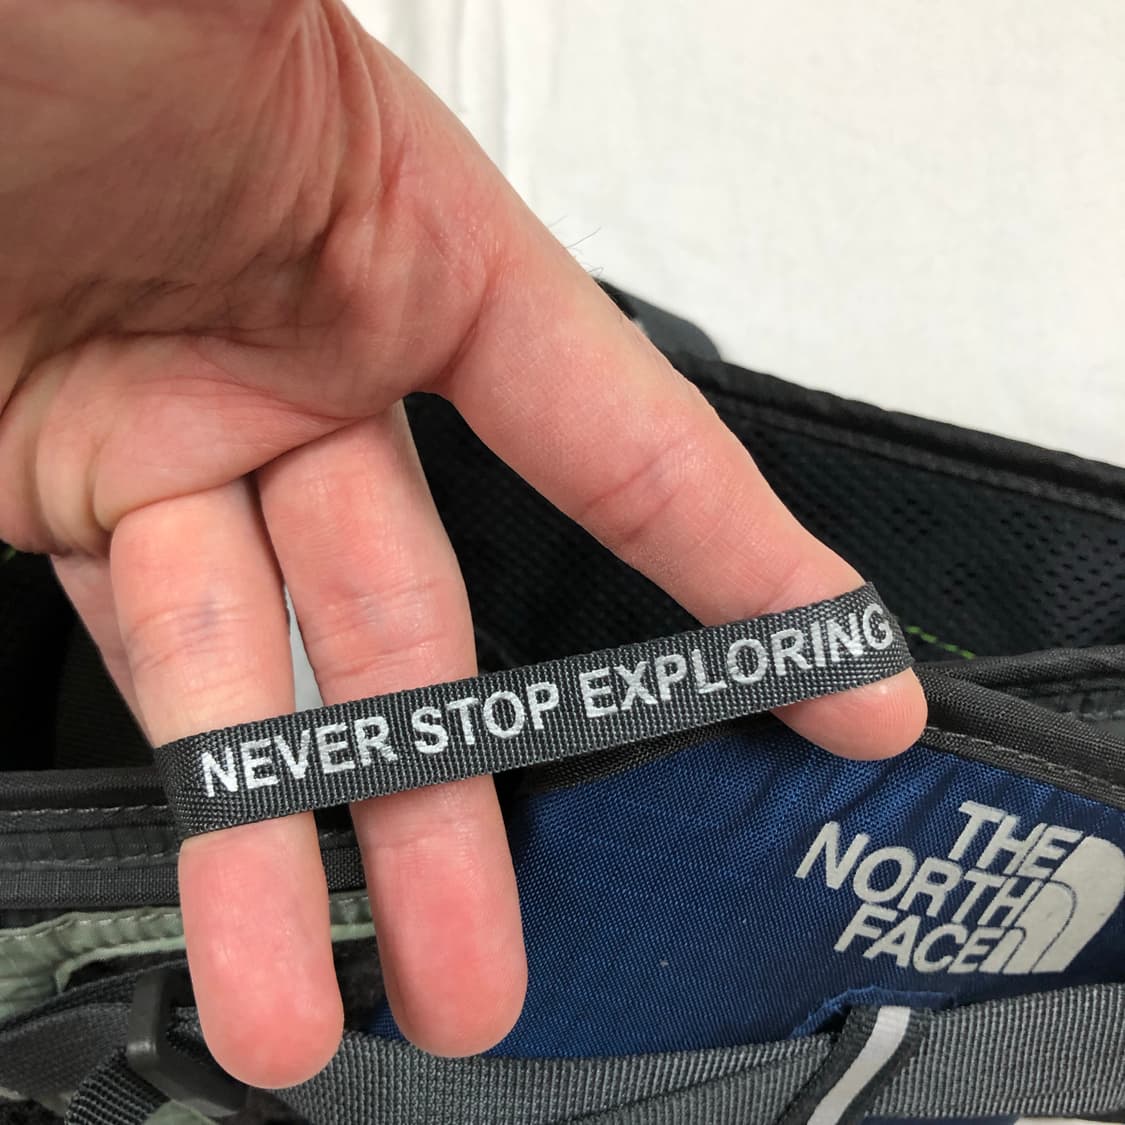 NEVER STOP EXPLORING
THE
NORTH
FACE